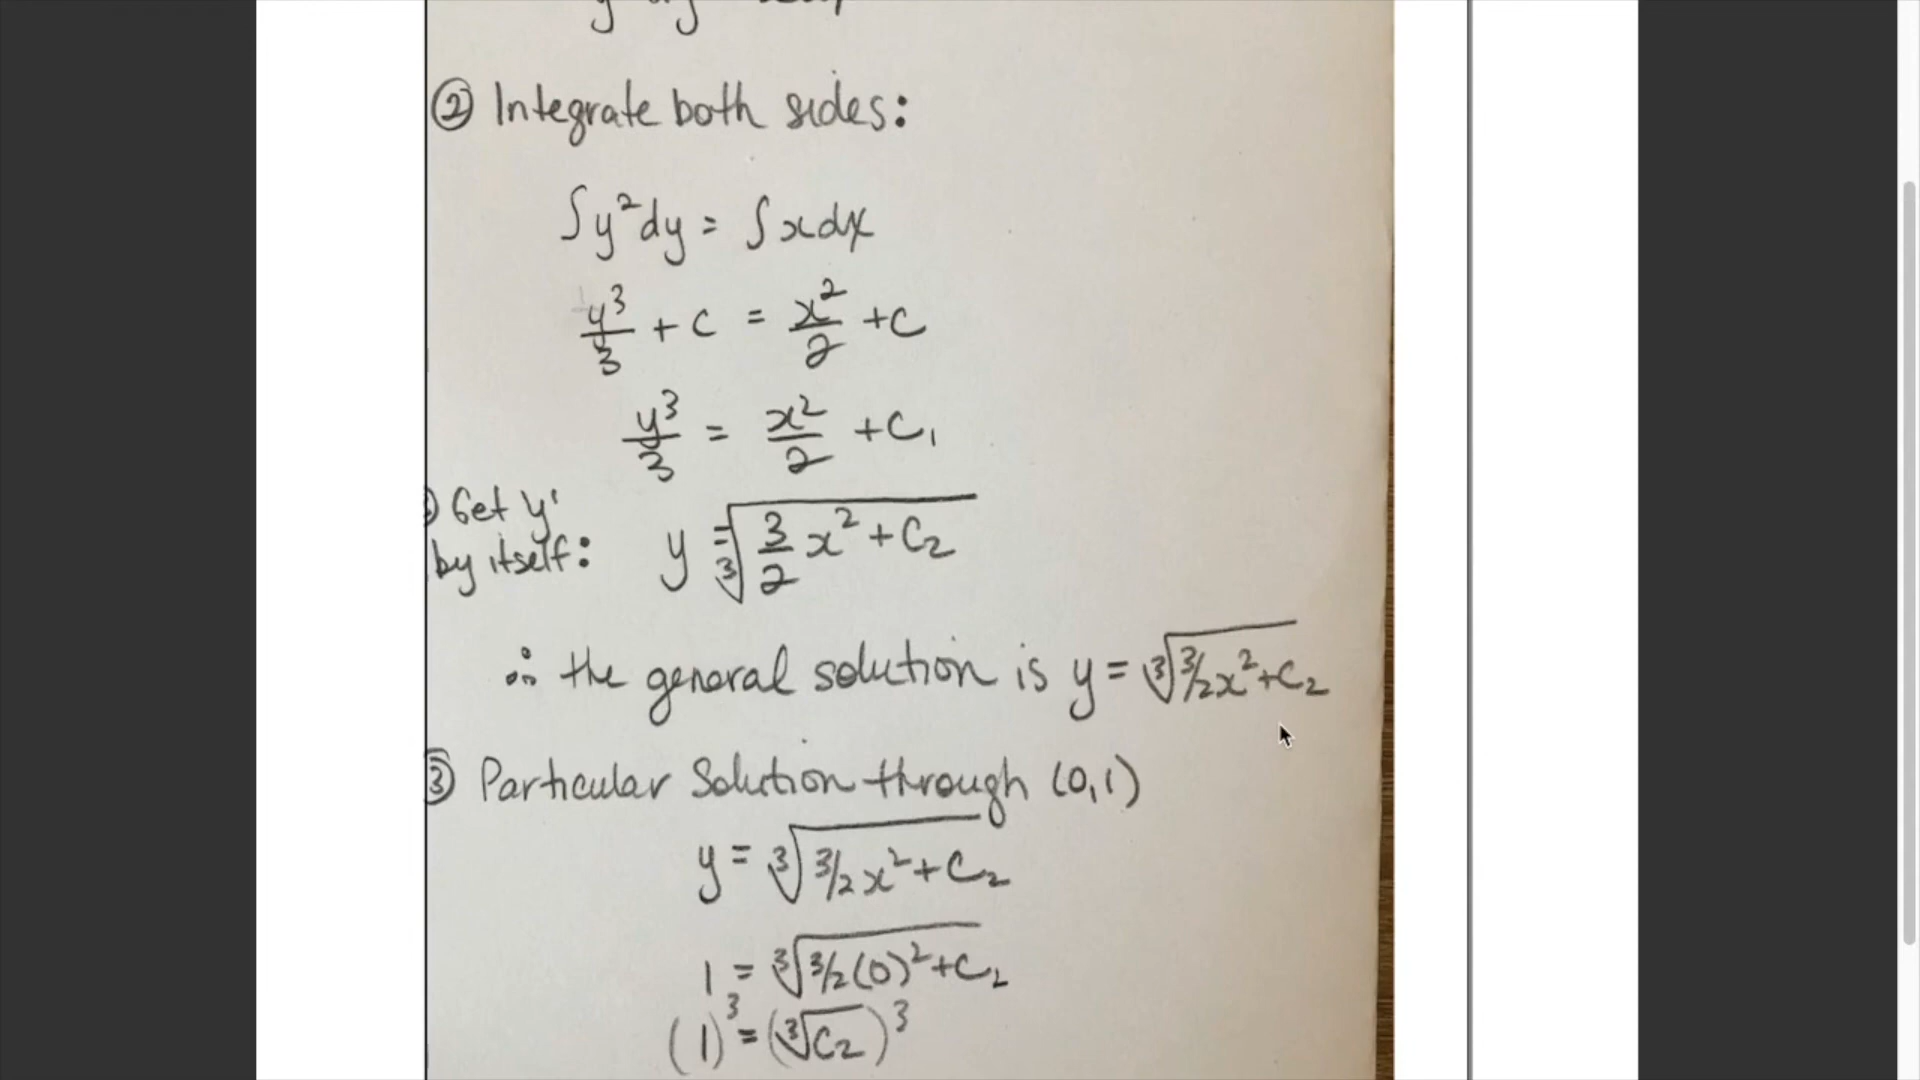 ② Integrate both sides:
∫y²dy = ∫xdx
y³/3 + C = x²/2 + C
y³/3 = x²/2 + C₁
Get y'
by itself: y = ∛(3/2 x² + C₂)
∴ the general solution is y = ∛(3/2x² + C₂)
③ Particular Solution through (0,1)
y = ∛(3/2x² + C₂)
1 = ∛(3/2(0)² + C₂)
(1)³ = (∛C₂)³